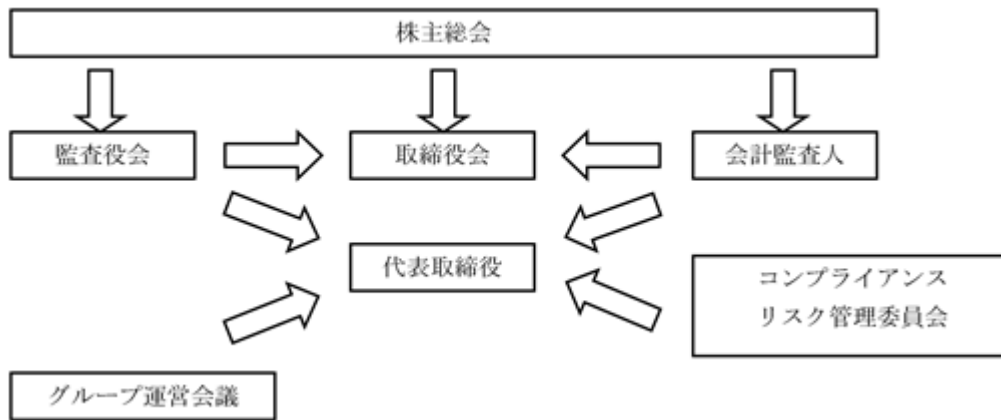 株主総会
監査役会
取締役会
会計監査人
代表取締役
コンプライアンス
リスク管理委員会
グループ運営会議